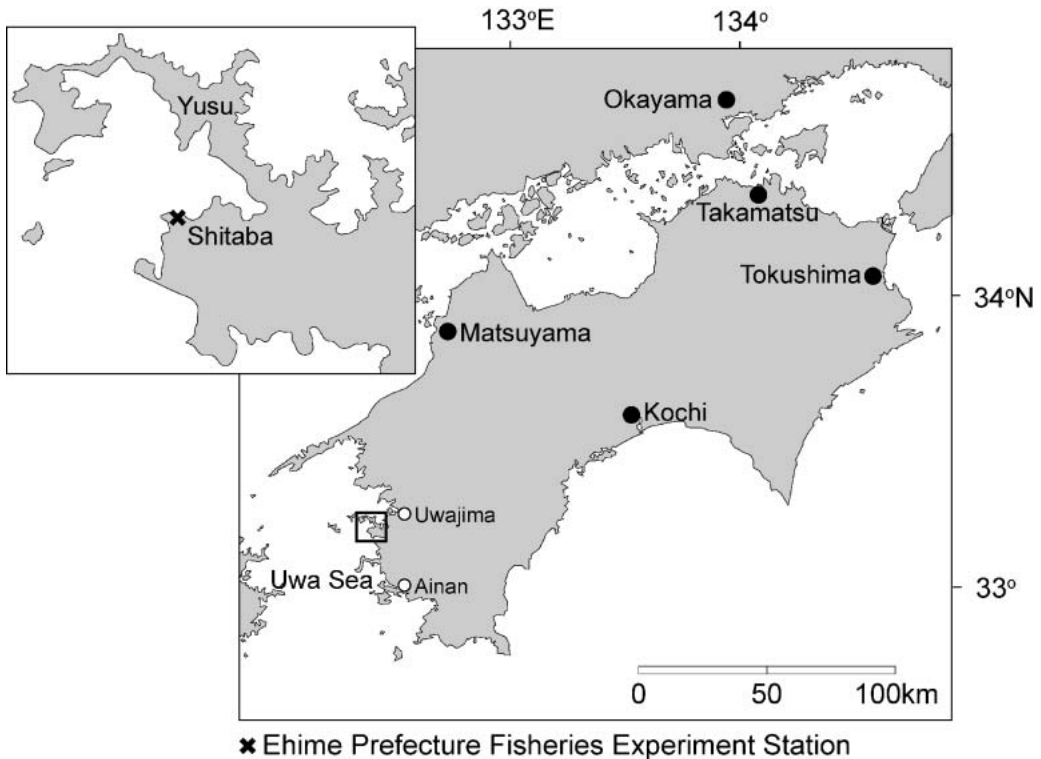 133°E
134°
Yusu
Shitaba
Okayama
Takamatsu
Tokushima
34°N
Matsuyama
Kochi
Uwajima
Uwa Sea
Ainan
33°
0 50 100km
✖ Ehime Prefecture Fisheries Experiment Station